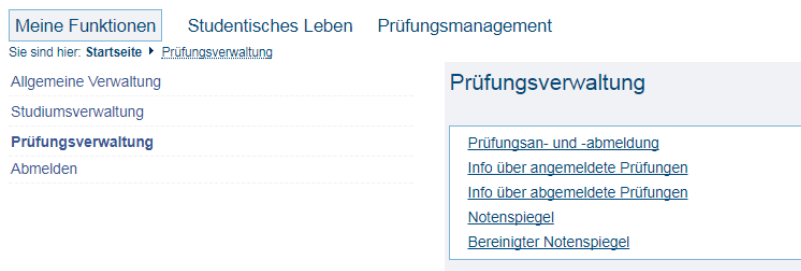 Meine Funktionen Studentisches Leben Prüfungsmanagement
Sie sind hier: Startseite Prüfungsverwaltung
Allgemeine Verwaltung
Studiumsverwaltung
Prüfungsverwaltung
Abmelden
Prüfungsverwaltung
Prüfungsan- und -abmeldung
Info über angemeldete Prüfungen
Info über abgemeldete Prüfungen
Notenspiegel
Bereinigter Notenspiegel